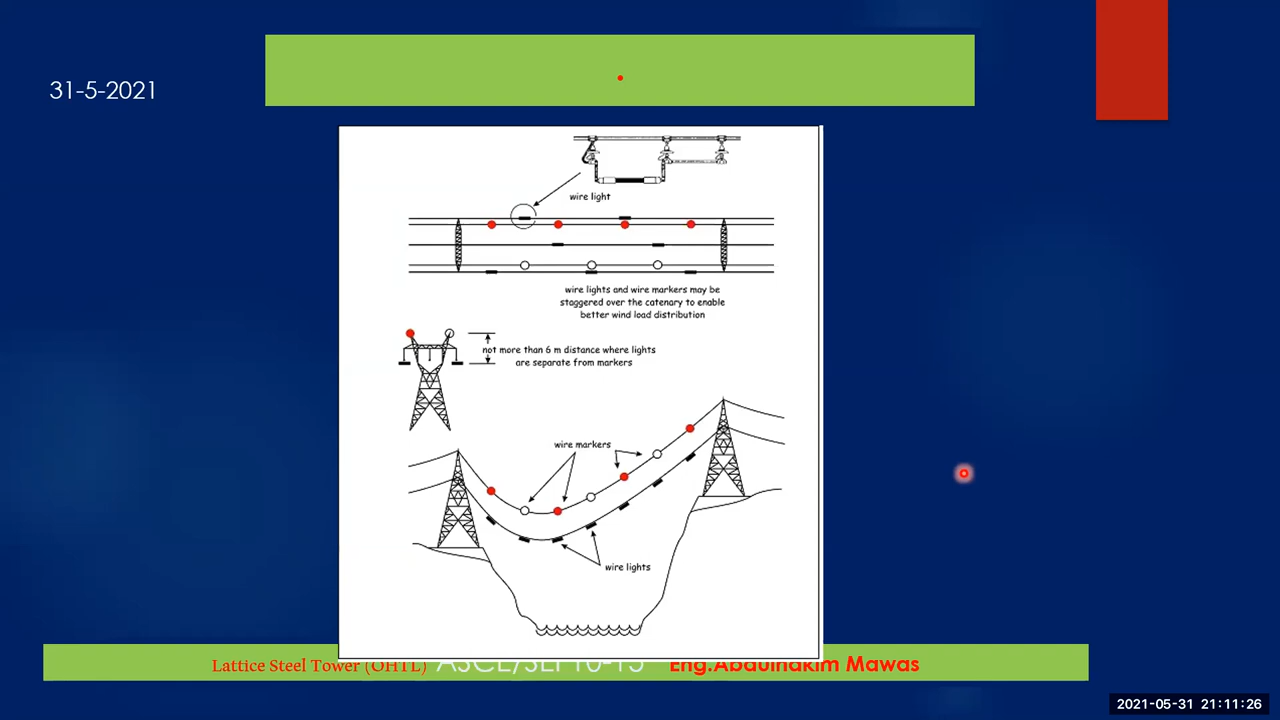 31-5-2021
wire light
wire lights and wire markers may be
staggered over the catenary to enable
better wind load distribution
not more than 6 m distance where lights
are separate from markers
wire markers
wire lights
Lattice Steel Tower (OHTL) ASCE/SEI 10-15 Eng.Abdulhakim Mawas
2021-05-31 21:11:26